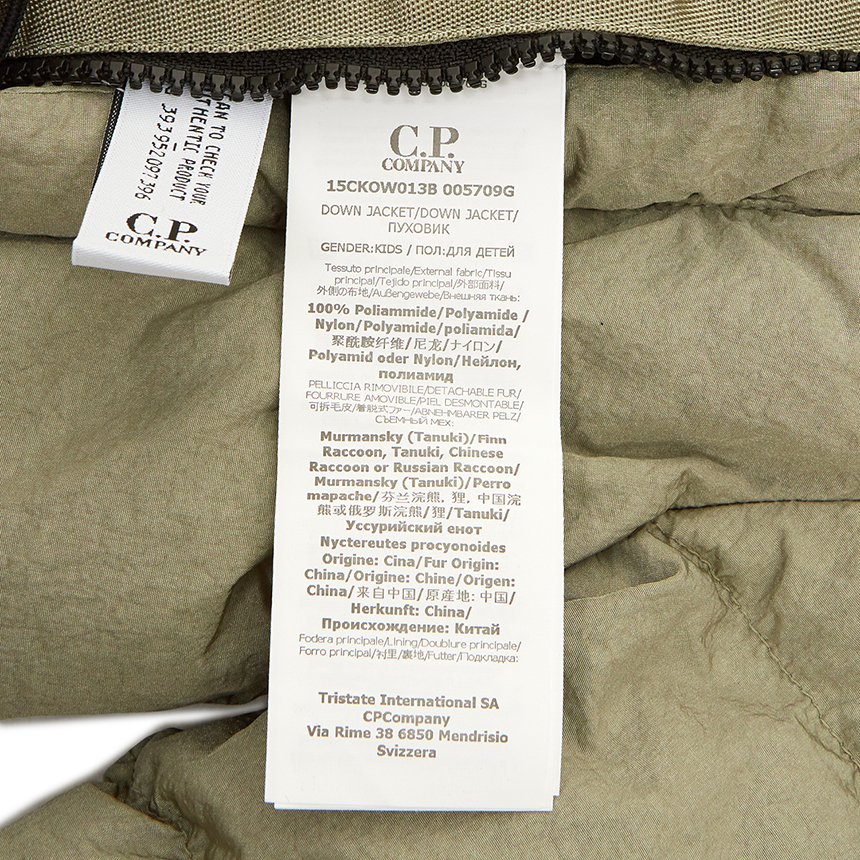 CAN TO CHECK YOUR
THENTIC PRODUCT
393952091396
C.P.
COMPANY
C.P.
COMPANY
15CKOW013B 005709G
DOWN JACKET/DOWN JACKET/
ПУХОВИК
GENDER:KIDS / ПОЛ:ДЛЯ ДЕТЕЙ
Tessuto principale/External fabric/Tissu
principal/Tejido principal/外部面料/
外側の布地/Außengewebe/Внешняя ткань:
100% Poliammide/Polyamide /
Nylon/Polyamide/poliamida/
聚酰胺纤维/尼龙/ナイロン/
Polyamid oder Nylon/Нейлон,
полиамид
PELLICCIA RIMOVIBILE/DETACHABLE FUR/
FOURRURE AMOVIBLE/PIEL DESMONTABLE/
可拆毛皮/着脱式ファー/ABNEHMBARER PELZ/
СЪЕМНЫЙ МЕХ:
Murmansky (Tanuki)/Finn
Raccoon, Tanuki, Chinese
Raccoon or Russian Raccoon/
Murmansky (Tanuki)/Perro
mapache/芬兰浣熊, 狸, 中国浣
熊或俄罗斯浣熊/狸/Tanuki/
Уссурийский енот
Nyctereutes procyonoides
Origine: Cina/Fur Origin:
China/Origine: Chine/Origen:
China/来自中国/原産地: 中国/
Herkunft: China/
Происхождение: Китай
Fodera principale/Lining/Doublure principale/
Forro principal/衬里/裏地/Futter/Подкладка:
Tristate International SA
CPCompany
Via Rime 38 6850 Mendrisio
Svizzera